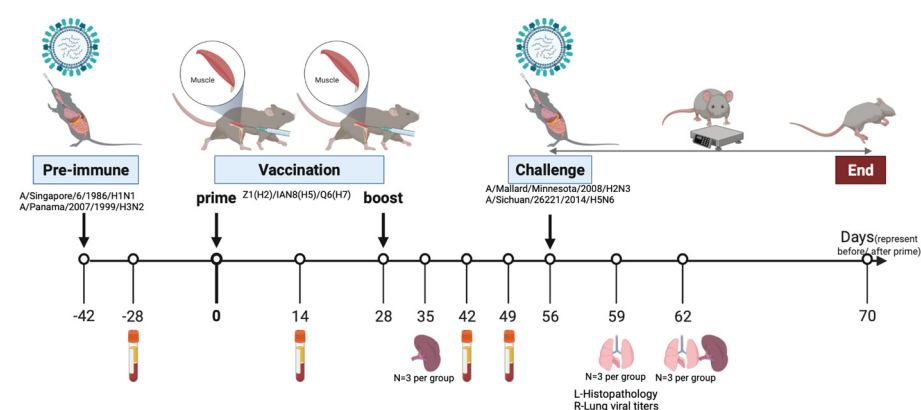 Muscle
Muscle
Pre-immune
Vaccination
Challenge
End
A/Singapore/6/1986/H1N1
A/Panama/2007/1999/H3N2
prime
Z1(H2)/IAN8(H5)/Q6(H7)
boost
A/Mallard/Minnesota/2008/H2N3
A/Sichuan/26221/2014/H5N6
Days(represent
before/ after prime)
-42
-28
0
14
28
35
42
49
56
59
62
70
N=3 per group
N=3 per group
N=3 per group
L-Histopathology
R-Lung viral titers